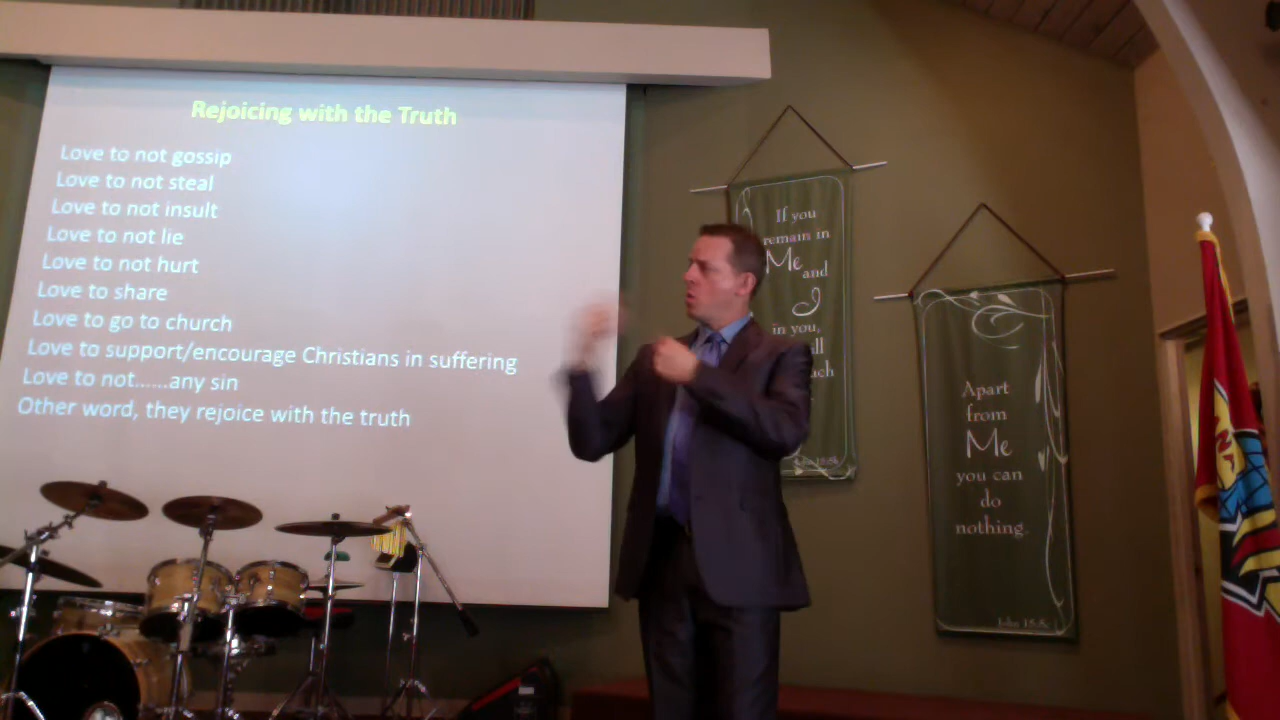 Rejoicing with the Truth
Love to not gossip
Love to not steal
Love to not insult
Love to not lie
Love to not hurt
Love to share
Love to go to church
Love to support/encourage Christians in suffering
Love to not......any sin
Other word, they rejoice with the truth
If you
remain in
Me and
I
in you,
Apart
from
Me
you can
do
nothing.
John 15:5c